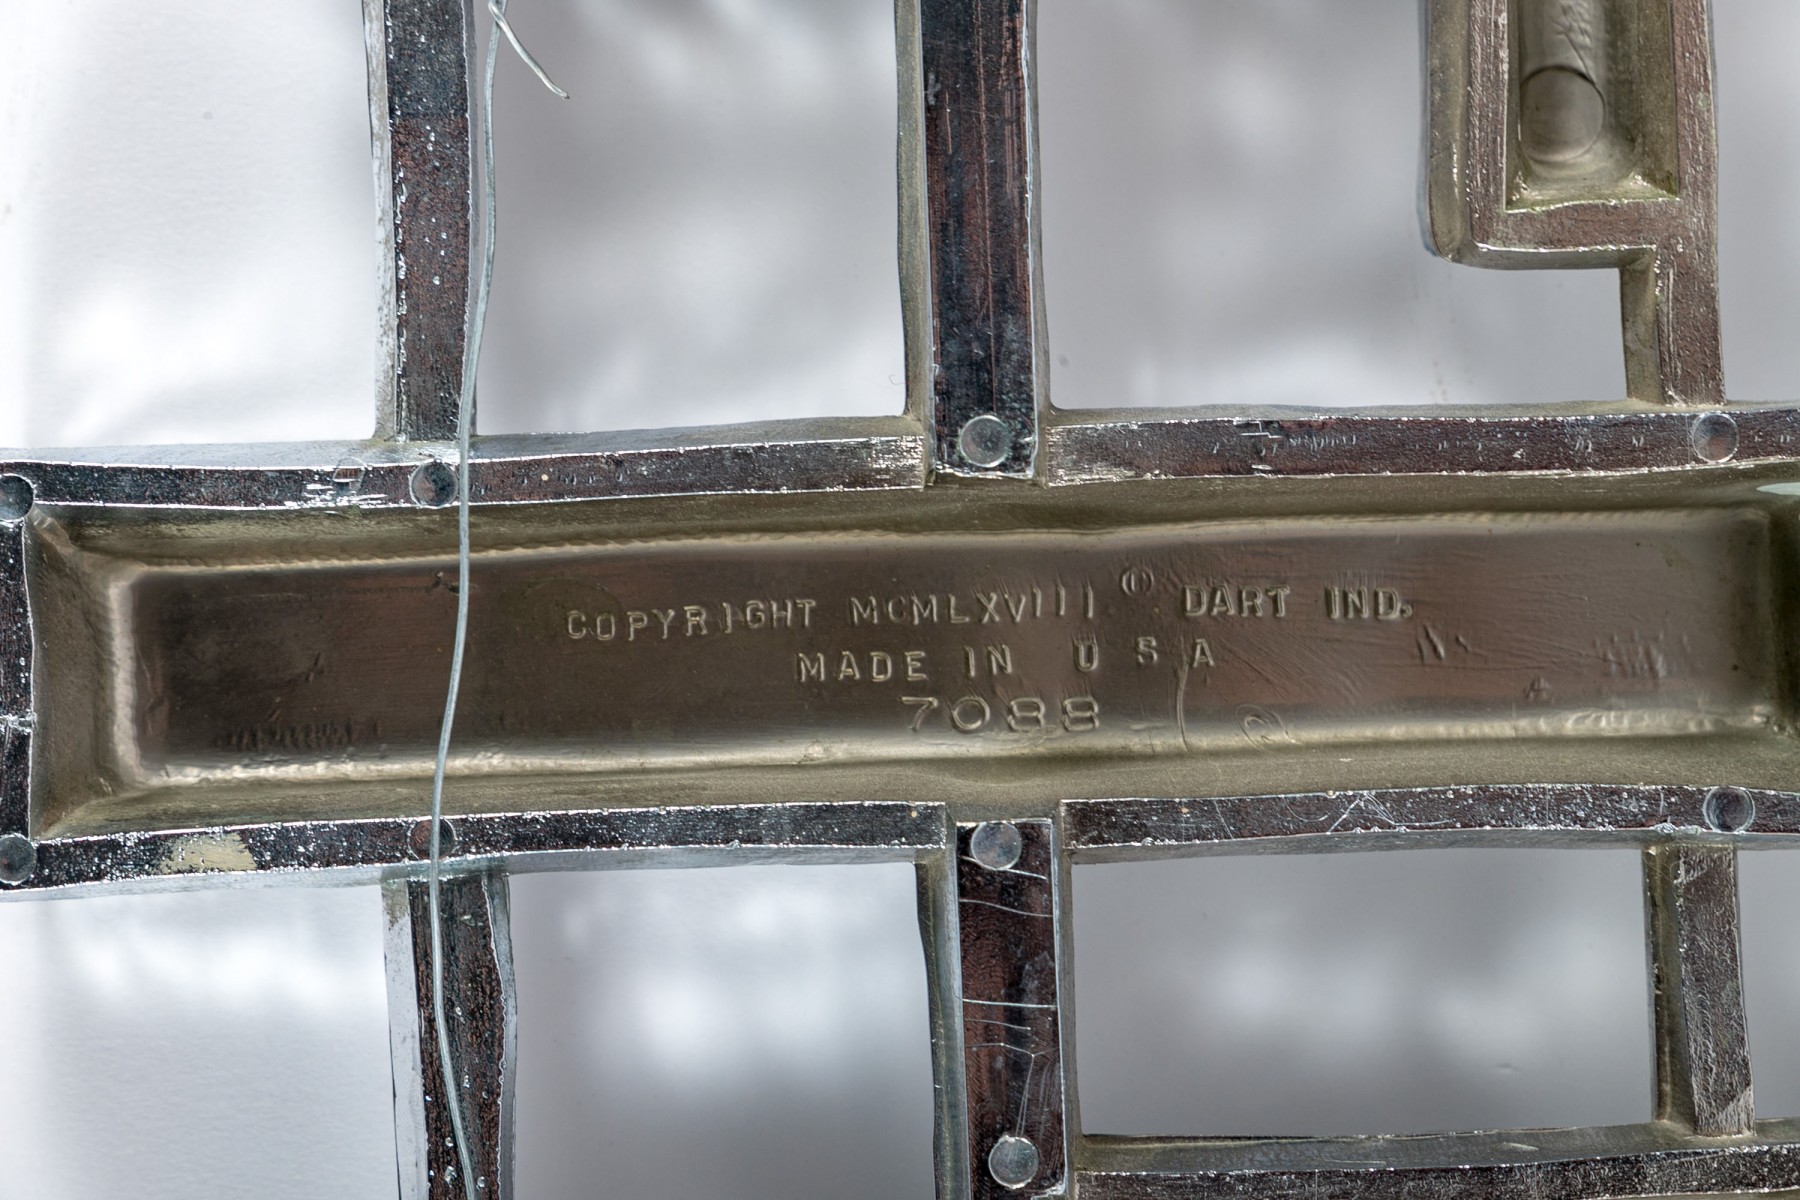 COPYRIGHT MCMLXVIII © DART IND.
MADE IN U S A
7088